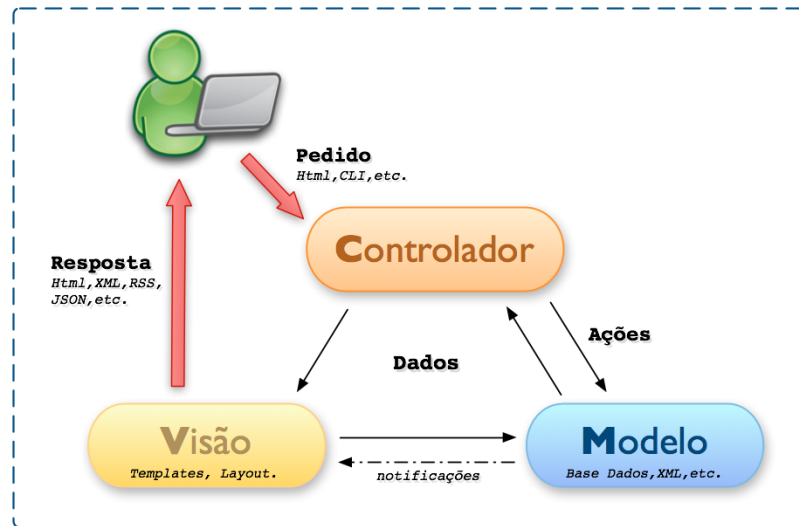 Pedido
Html,CLI,etc.
Controlador
Resposta
Html,XML,RSS,
JSON,etc.
Ações
Dados
Visão
Templates, Layout.
notificações
Modelo
Base Dados,XML,etc.